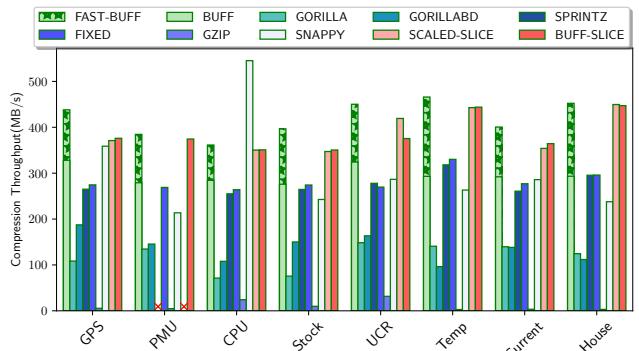 FAST-BUFF BUFF GORILLA GORILLABD SPRINTZ
FIXED GZIP SNAPPY SCALED-SLICE BUFF-SLICE
Compression Throughput(MB/s)
500
400
300
200
100
0
GPS PMU CPU Stock UCR Temp Current House